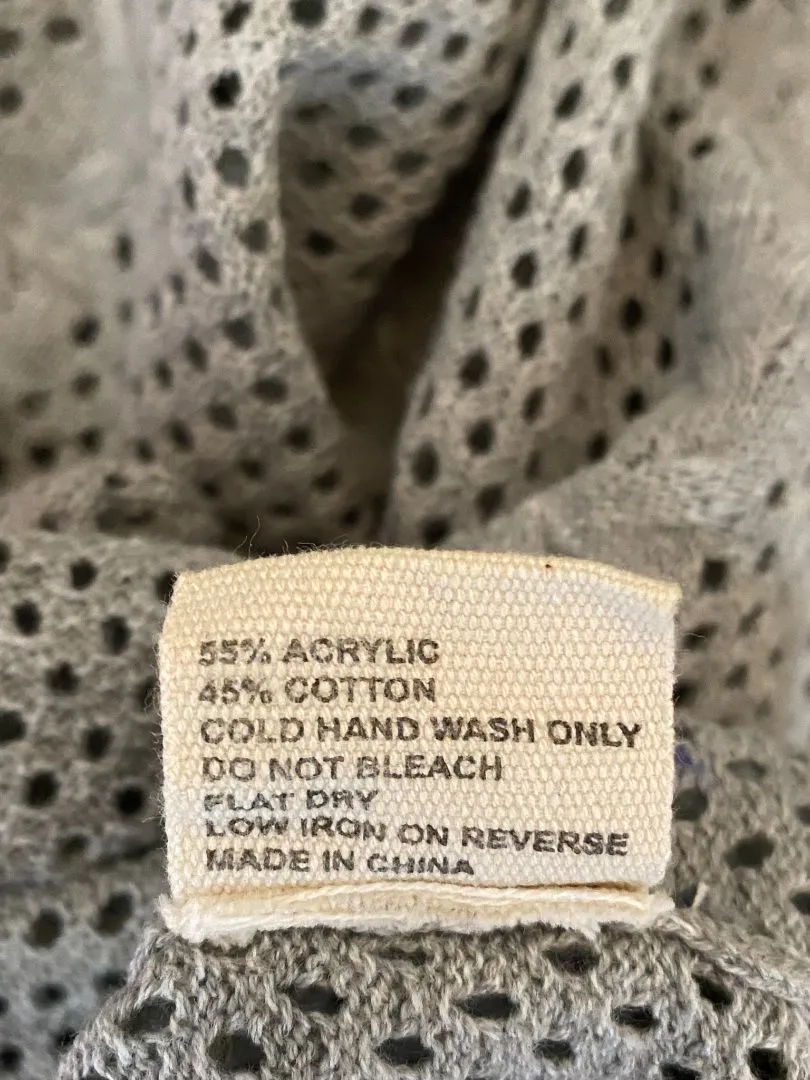 55% ACRYLIC
45% COTTON
COLD HAND WASH ONLY
DO NOT BLEACH
FLAT DRY
LOW IRON ON REVERSE
MADE IN CHINA